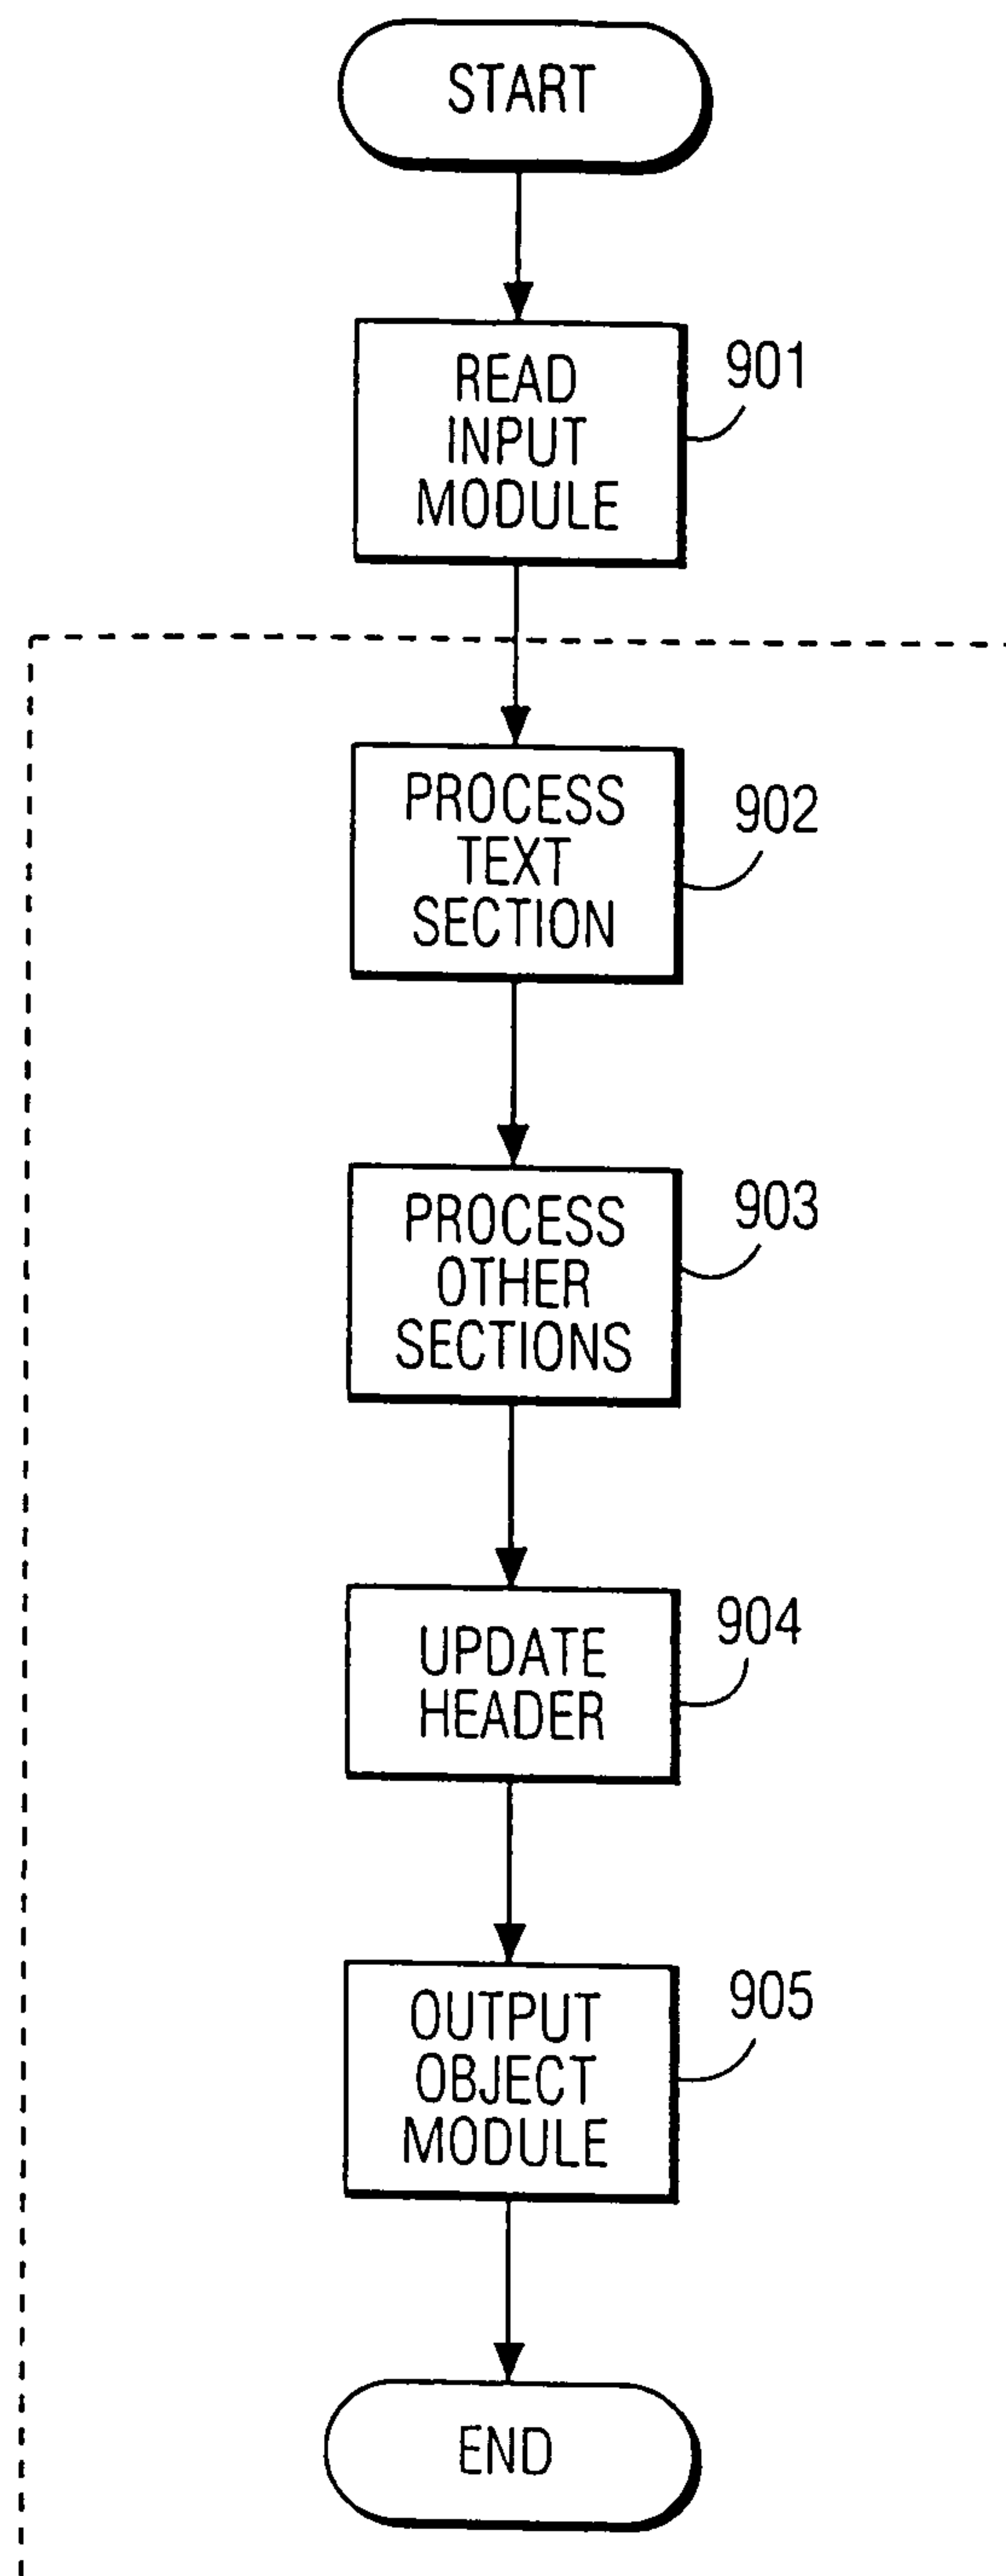 START
READ
INPUT
MODULE
901
PROCESS
TEXT
SECTION
902
PROCESS
OTHER
SECTIONS
903
UPDATE
HEADER
904
OUTPUT
OBJECT
MODULE
905
END